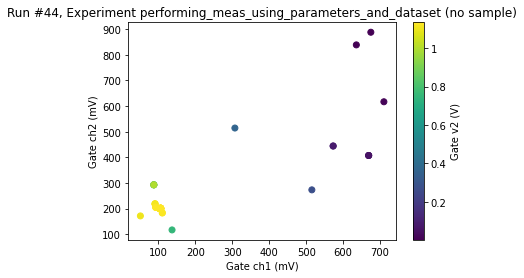 Run #44, Experiment performing_meas_using_parameters_and_dataset (no sample)
900
800
700
600
500
400
300
200
100
Gate ch2 (mV)
100 200 300 400 500 600 700
Gate ch1 (mV)
1
0.8
0.6
0.4
0.2
Gate v2 (V)